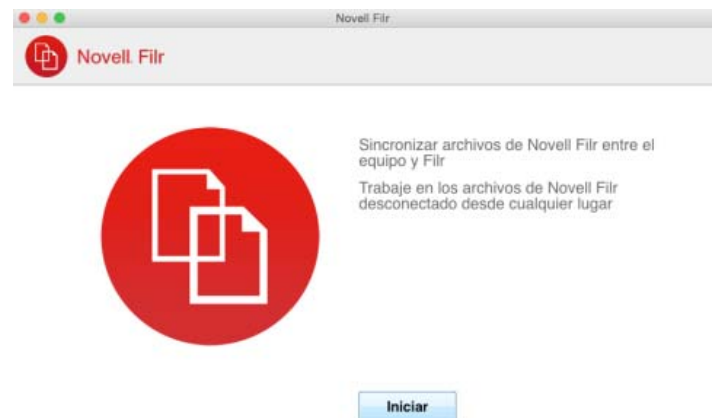 Novell Filr
Novell. Filr
Sincronizar archivos de Novell Filr entre el
equipo y Filr
Trabaje en los archivos de Novell Filr
desconectado desde cualquier lugar
Iniciar